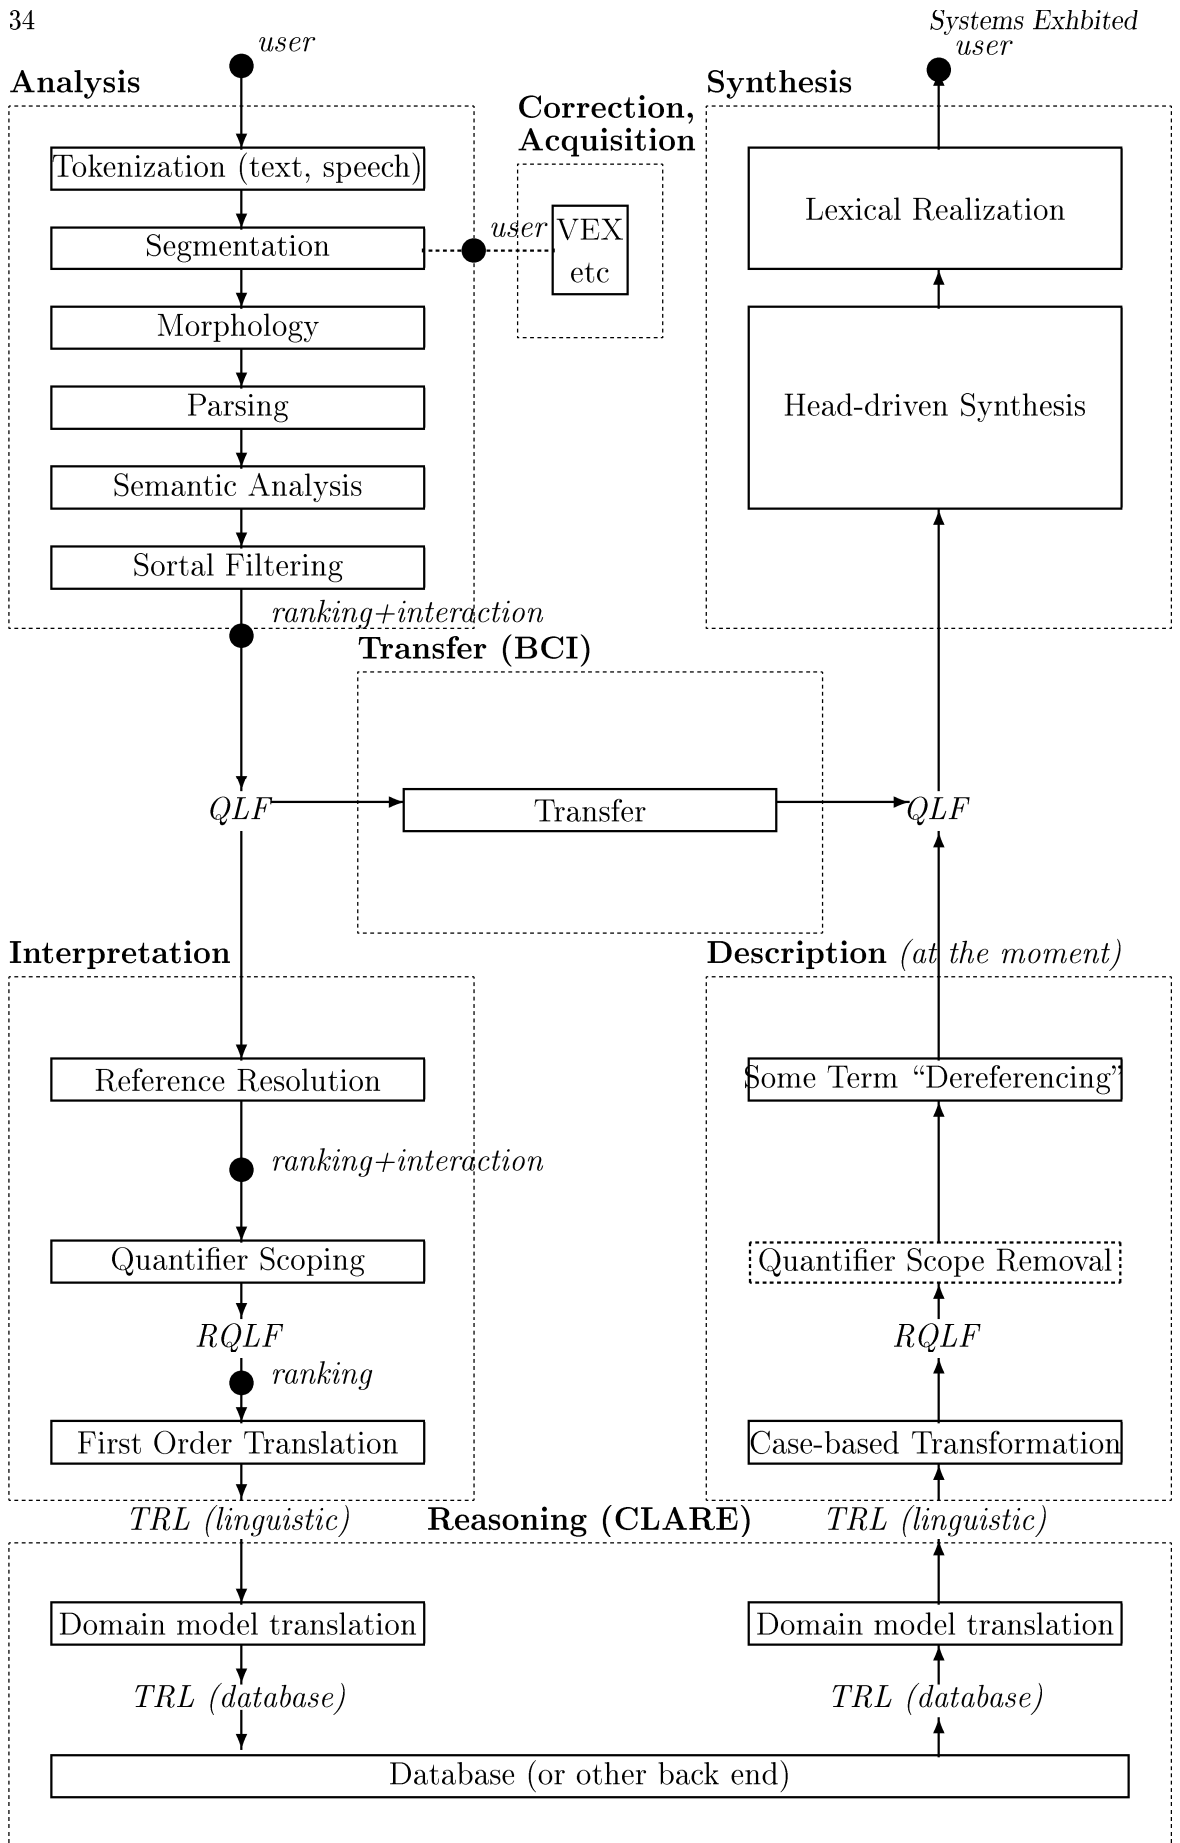 34
Systems Exhbited
user
user
Analysis
Synthesis
Correction,
Acquisition
Tokenization (text, speech)
Segmentation
user
VEX
etc
Morphology
Parsing
Semantic Analysis
Sortal Filtering
ranking+interaction
Lexical Realization
Head-driven Synthesis
Transfer (BCI)
QLF
Transfer
QLF
Interpretation
Description (at the moment)
Reference Resolution
Some Term “Dereferencing”
ranking+interaction
Quantifier Scoping
Quantifier Scope Removal
RQLF
RQLF
ranking
First Order Translation
Case-based Transformation
TRL (linguistic)
Reasoning (CLARE)
TRL (linguistic)
Domain model translation
Domain model translation
TRL (database)
TRL (database)
Database (or other back end)